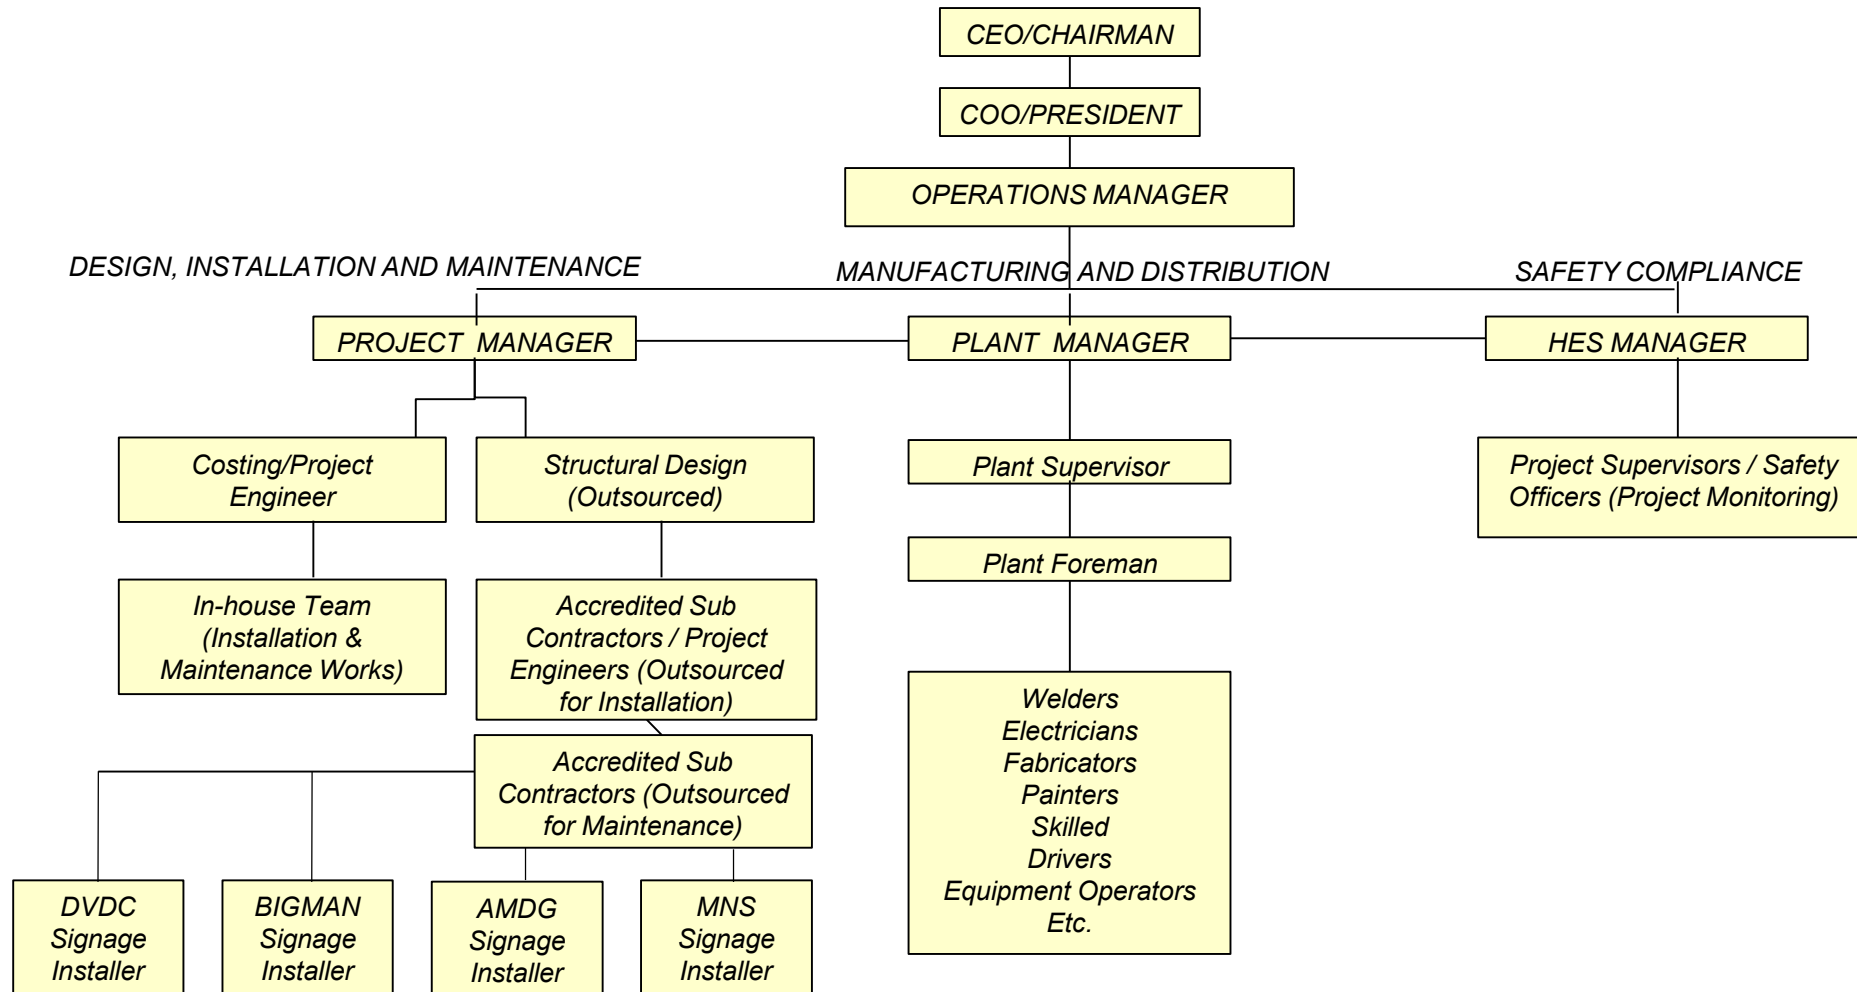 CEO/CHAIRMAN
COO/PRESIDENT
OPERATIONS MANAGER
DESIGN, INSTALLATION AND MAINTENANCE
MANUFACTURING AND DISTRIBUTION
SAFETY COMPLIANCE
PROJECT MANAGER
PLANT MANAGER
HES MANAGER
Costing/Project
Engineer
Structural Design
(Outsourced)
Plant Supervisor
Project Supervisors / Safety
Officers (Project Monitoring)
Plant Foreman
In-house Team
(Installation &
Maintenance Works)
Accredited Sub
Contractors / Project
Engineers (Outsourced
for Installation)
Accredited Sub
Contractors (Outsourced
for Maintenance)
Welders
Electricians
Fabricators
Painters
Skilled
Drivers
Equipment Operators
Etc.
DVDC
Signage
Installer
BIGMAN
Signage
Installer
AMDG
Signage
Installer
MNS
Signage
Installer